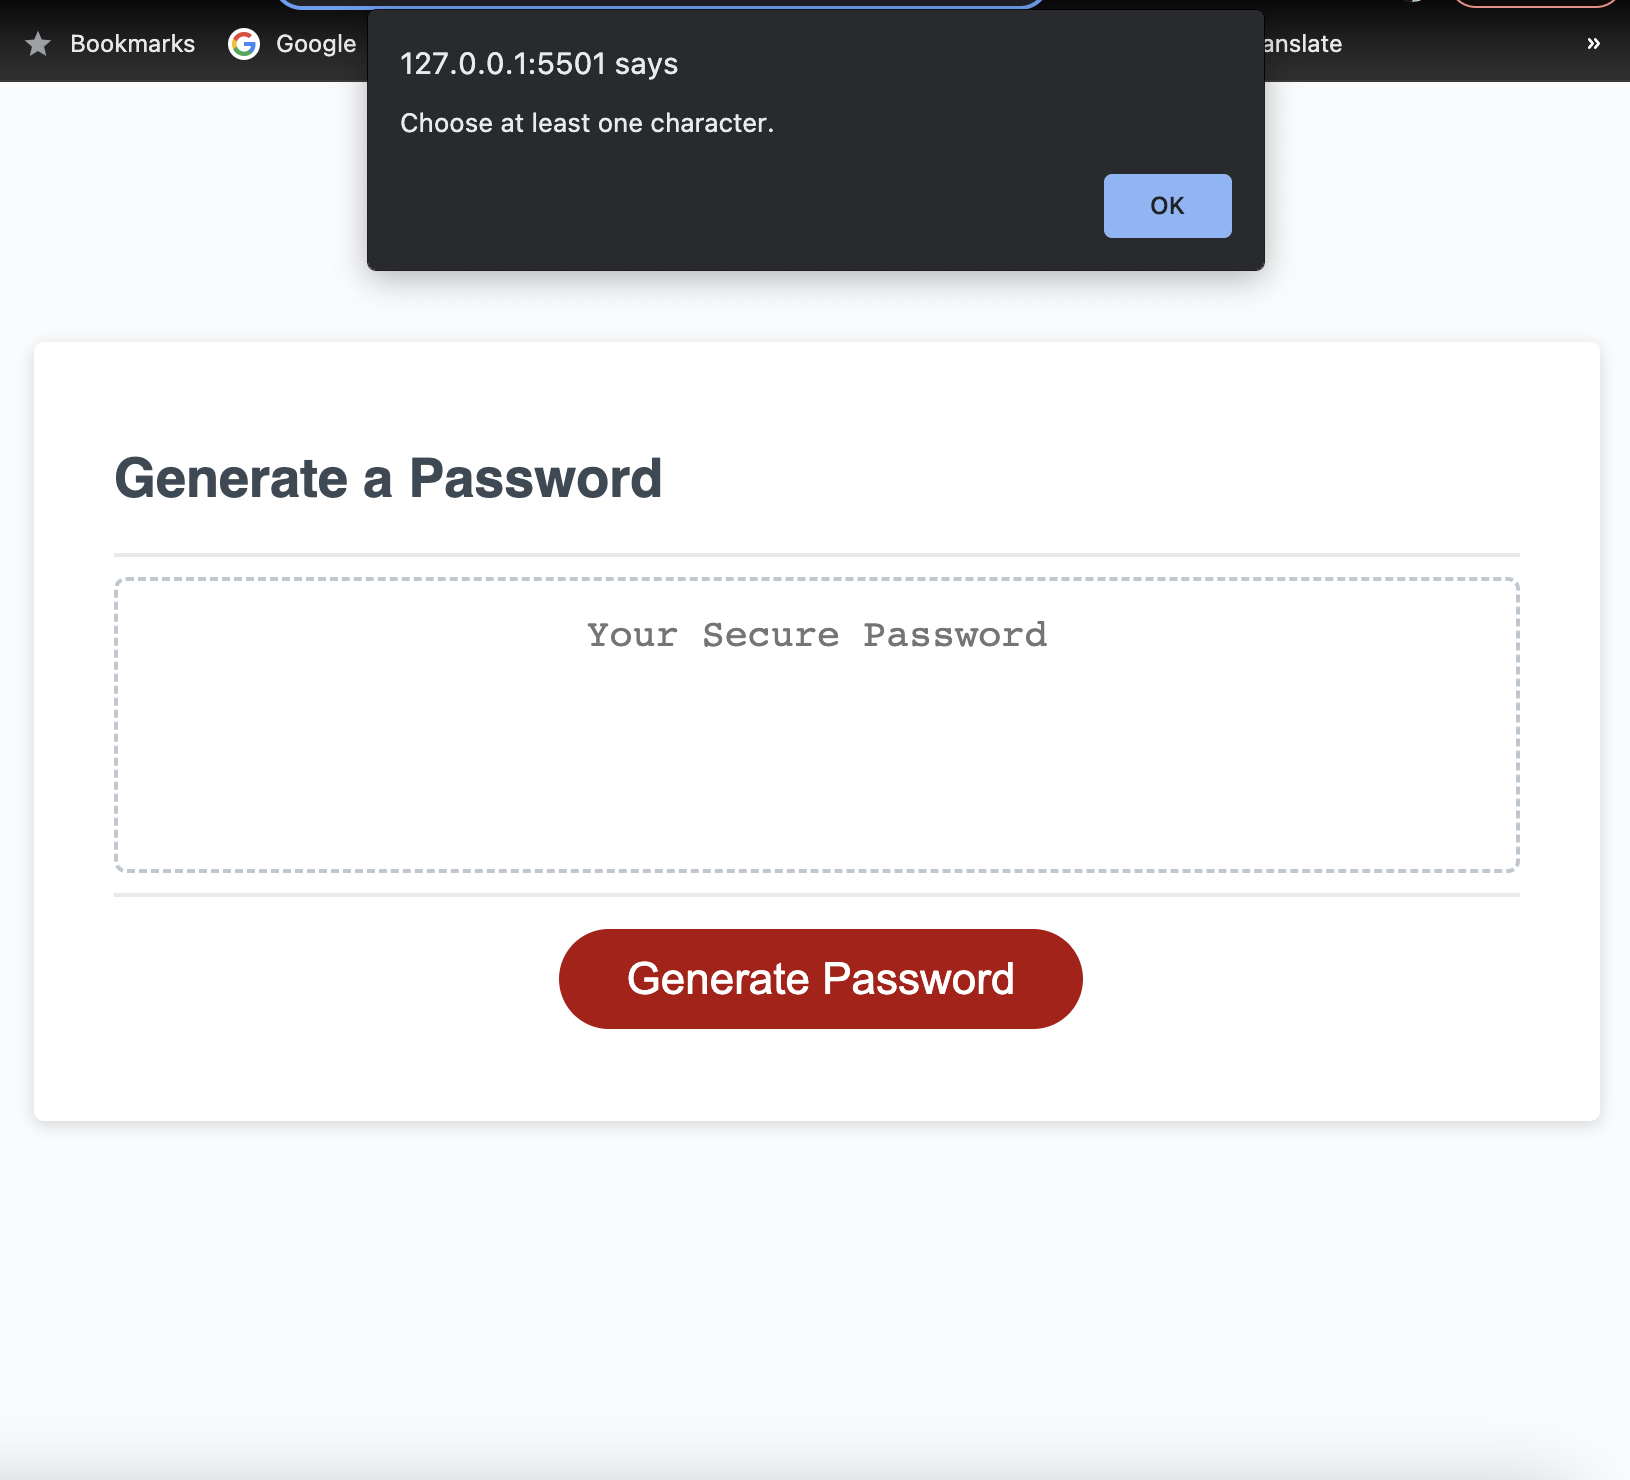 Bookmarks Google anslate »
127.0.0.1:5501 says
Choose at least one character.
OK
Generate a Password
Your Secure Password
Generate Password